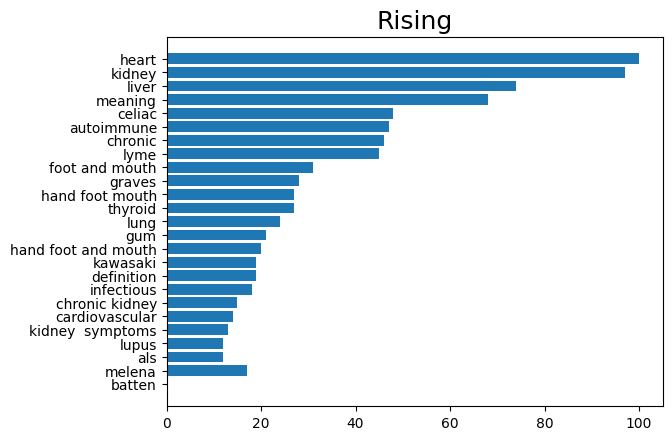 Rising
heart
kidney
liver
meaning
celiac
autoimmune
chronic
lyme
foot and mouth
graves
hand foot mouth
thyroid
lung
gum
hand foot and mouth
kawasaki
definition
infectious
chronic kidney
cardiovascular
kidney  symptoms
lupus
als
melena
batten
0 20 40 60 80 100